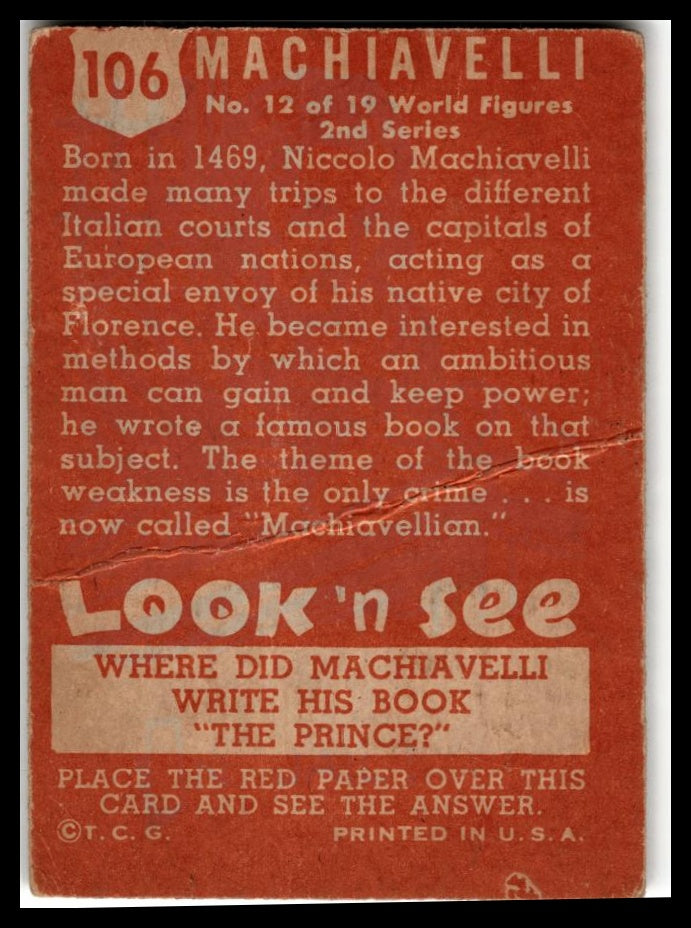 106
MACHIAVELLI
No. 12 of 19 World Figures
2nd Series
Born in 1469, Niccolo Machiavelli
made many trips to the different
Italian courts and the capitals of
European nations, acting as a
special envoy of his native city of
Florence. He became interested in
methods by which an ambitious
man can gain and keep power;
he wrote a famous book on that
subject. The theme of the book
weakness is the only crime . . . is
now called "Machiavellian."
LOOK 'n SEE
WHERE DID MACHIAVELLI
WRITE HIS BOOK
"THE PRINCE?"
PLACE THE RED PAPER OVER THIS
CARD AND SEE THE ANSWER.
©T. C. G. PRINTED IN U. S. A.